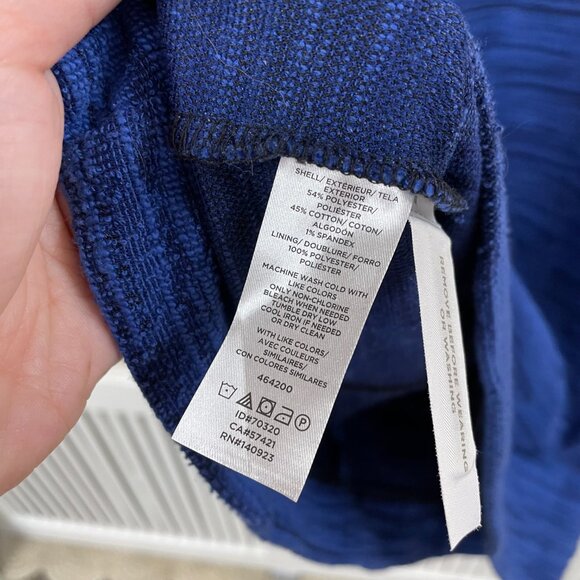 SHELL/ EXTÉRIEUR/ TELA
EXTERIOR
54% POLYESTER/
POLIÉSTER
45% COTTON/ COTON/
ALGODÓN
1% SPANDEX
LINING/ DOUBLURE/ FORRO
100% POLYESTER/
POLIÉSTER
MACHINE WASH COLD WITH
LIKE COLORS
ONLY NON-CHLORINE
BLEACH WHEN NEEDED
TUMBLE DRY LOW
COOL IRON IF NEEDED
OR DRY CLEAN
WITH LIKE COLORS/
AVEC COULEURS
SIMILAIRES/
CON COLORES SIMILARES
464200
P
ID#70320
CA#57421
RN#140923
REMOVE BEFORE WEARING
OR WASHING